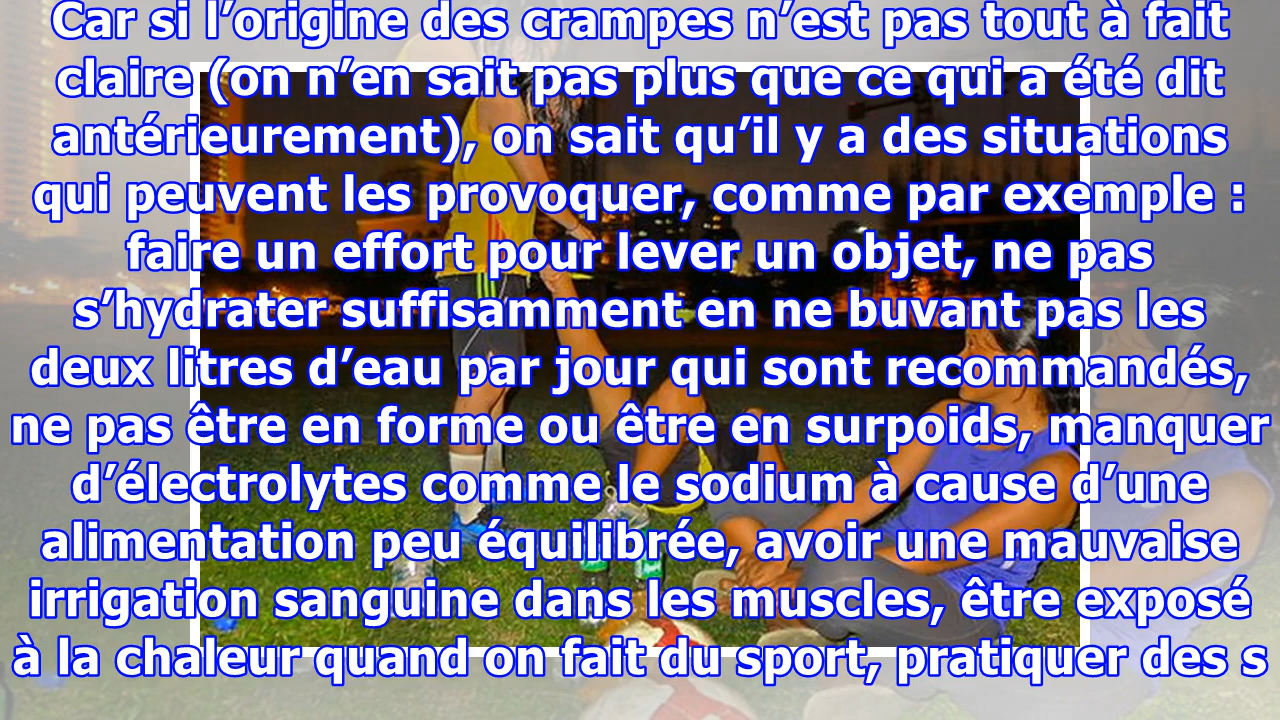 Car si l’origine des crampes n’est pas tout à fait
claire (on n’en sait pas plus que ce qui a été dit
antérieurement), on sait qu’il y a des situations
qui peuvent les provoquer, comme par exemple :
faire un effort pour lever un objet, ne pas
s’hydrater suffisamment en ne buvant pas les
deux litres d’eau par jour qui sont recommandés,
ne pas être en forme ou être en surpoids, manquer
d’électrolytes comme le sodium à cause d’une
alimentation peu équilibrée, avoir une mauvaise
irrigation sanguine dans les muscles, être exposé
à la chaleur quand on fait du sport, pratiquer des s